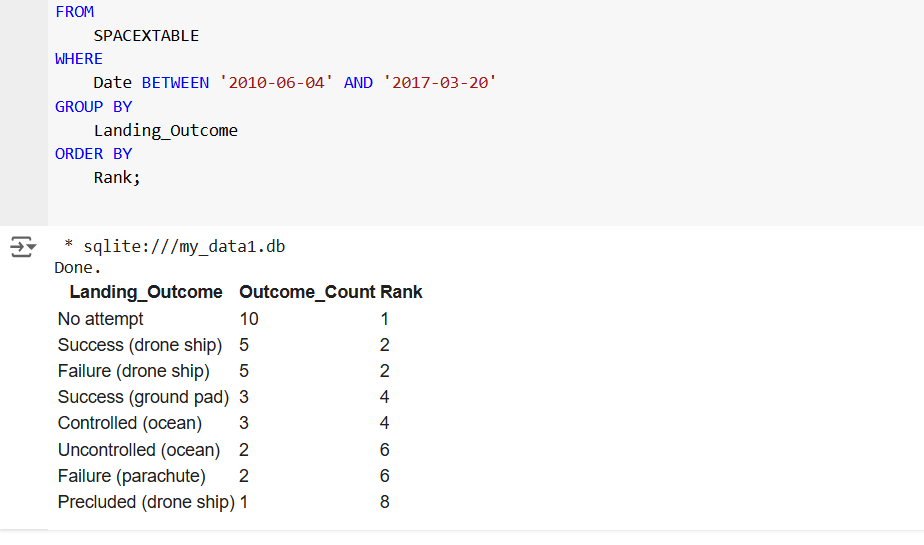 FROM
SPACEXTABLE
WHERE
Date BETWEEN '2010-06-04' AND '2017-03-20'
GROUP BY
Landing_Outcome
ORDER BY
Rank;
* sqlite:///my_data1.db
Done.
Landing_Outcome Outcome_Count Rank
No attempt 10 1
Success (drone ship) 5 2
Failure (drone ship) 5 2
Success (ground pad) 3 4
Controlled (ocean) 3 4
Uncontrolled (ocean) 2 6
Failure (parachute) 2 6
Precluded (drone ship) 1 8